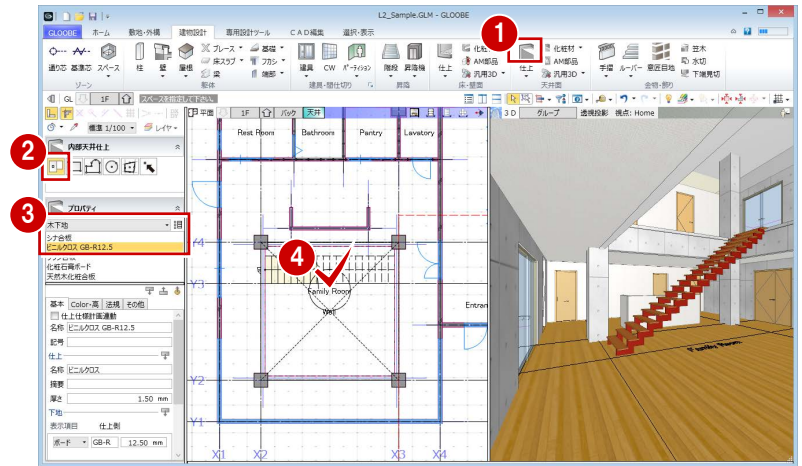 L2_Sample.GLM - GLOOBE
GLOOBE ホーム 敷地・外構 建物設計 専用設計ツール CAD編集 選択・表示
1
通り芯 基準芯 スペース
ゾーン
柱 壁 屋根
ブレース 基礎
床スラブ フカシ
梁 端部
躯体
建具 CW パーテション
建具・間仕切り
階段 昇降機
昇降
仕上
AM部品
汎用3D
床・壁面
仕上
化粧材
AM部品
汎用3D
天井面
手摺 ルーバー 意匠目地
笠木
水切
下端見切
金物・飾り
GL 1F スペースを指定してください
標準 1/100 レイヤ
平面 1F バック 天井
3D グループ 透視投影 視点: Home
2
内部天井仕上
3
プロパティ
木下地
シナ合板
ビニルクロス GB-R12.5
化粧石膏ボード
天然木化粧合板
基本 Color-高 法規 その他
仕上仕様計画連動
名称 ビニルクロス GB-R12.5
記号
仕上
名称 ビニルクロス
摘要
厚さ 1.50 mm
下地
表示項目 仕上側
ボード GB-R 12.50 mm
Rest Room Bathroom Pantry Lavatory
Y4
4
Y3
Family Room
Well
Entran
Y2
Y1
X1 X2 X3 X4
Family Room